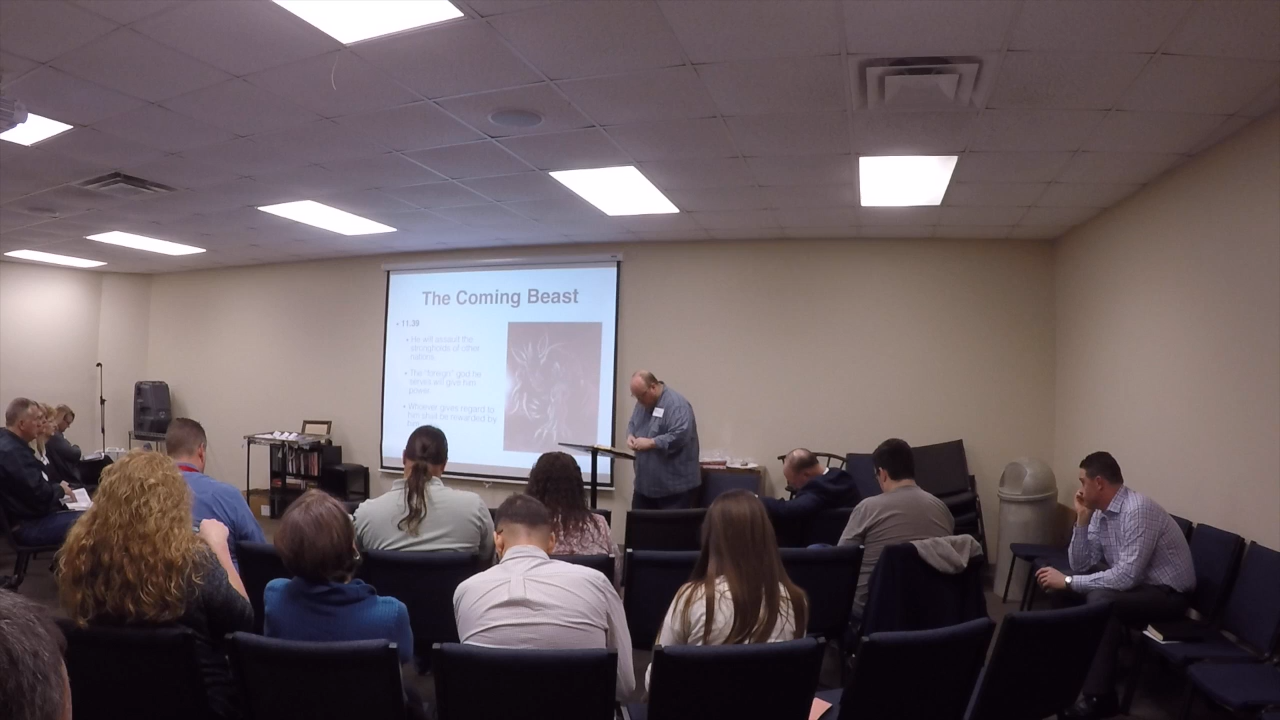 The Coming Beast
• 11.39
• He will assault the
strongholds of other
nations.
• The "foreign" god he
serves will give him
power.
• Whoever gives regard to
him shall be rewarded by